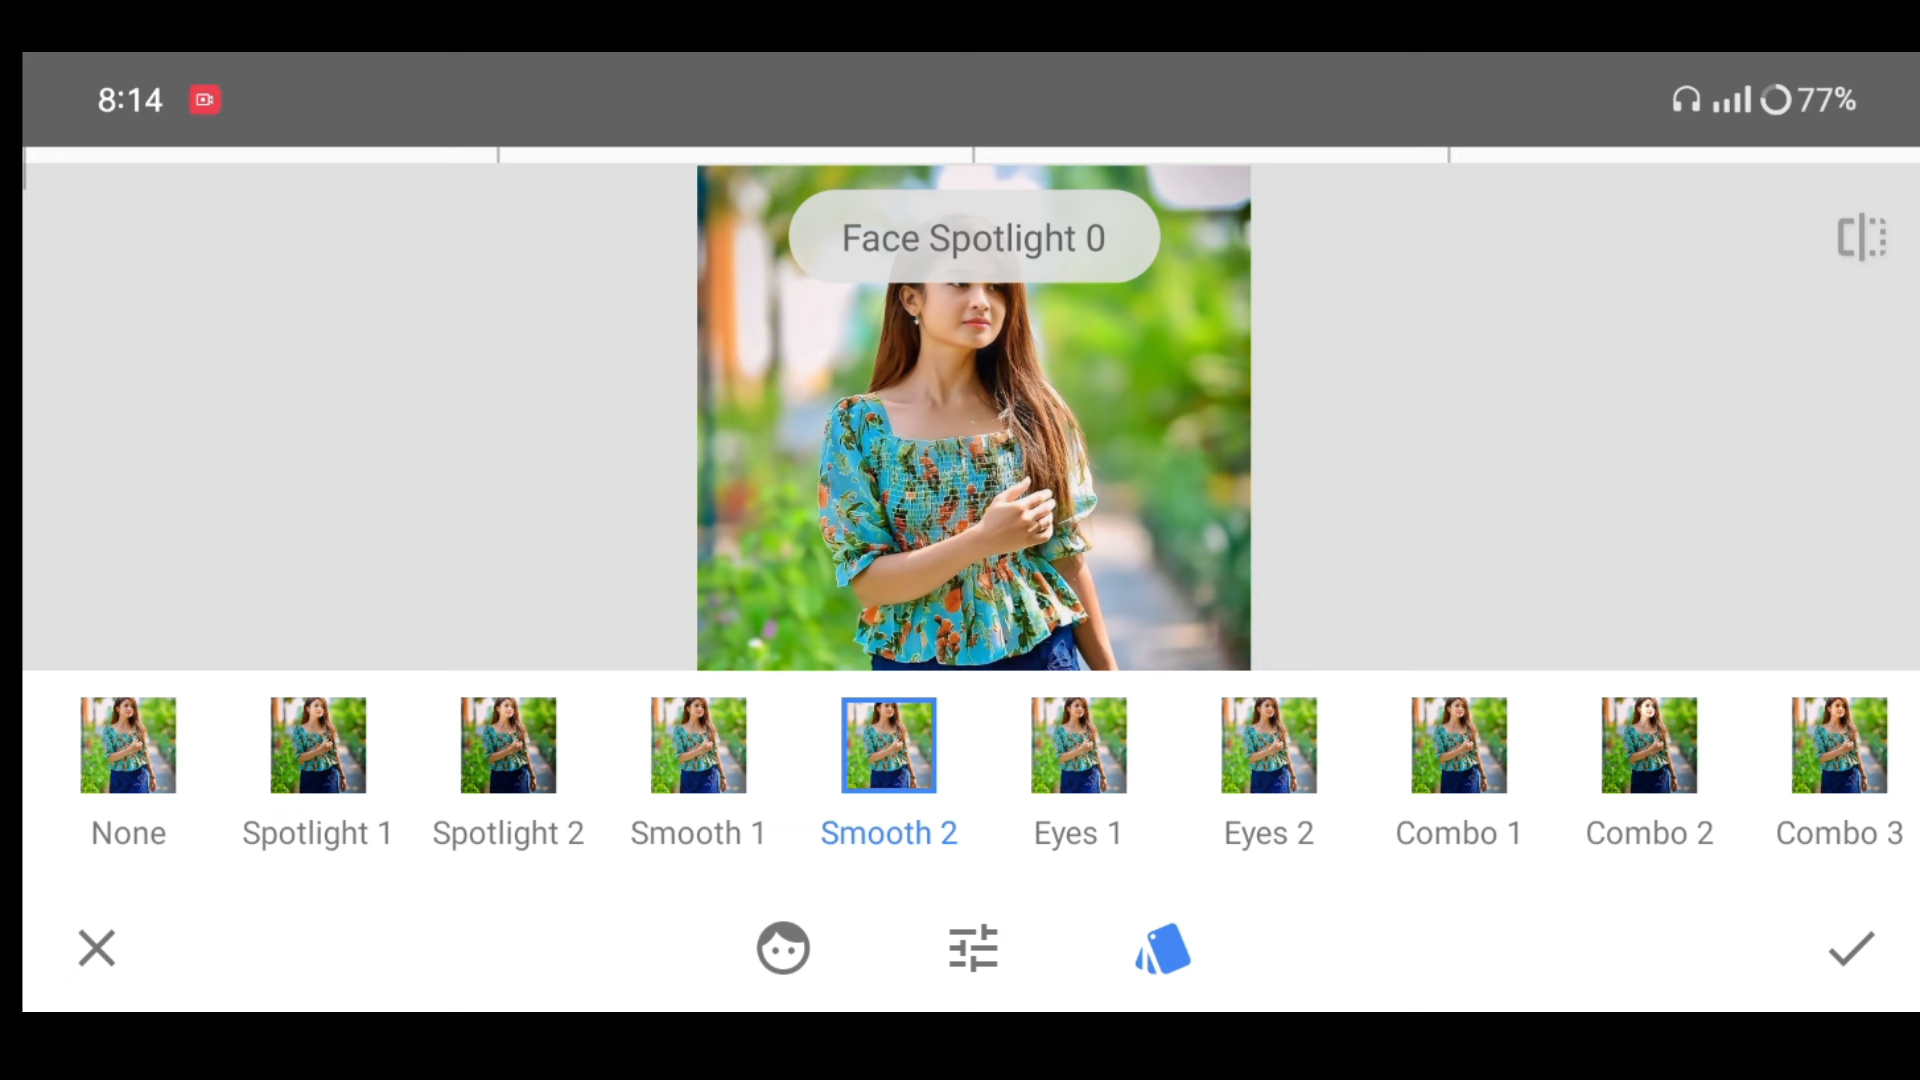 8:14
77%
Face Spotlight 0
None
Spotlight 1
Spotlight 2
Smooth 1
Smooth 2
Eyes 1
Eyes 2
Combo 1
Combo 2
Combo 3